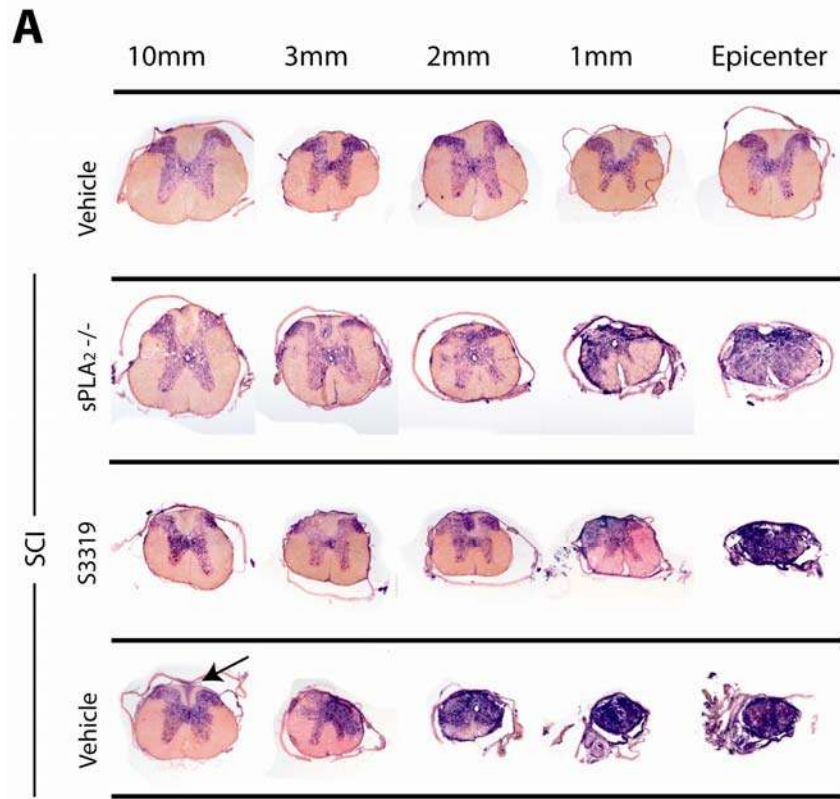 A
10mm 3mm 2mm 1mm Epicenter
Vehicle
sPLA₂ -/-
S3319
Vehicle
SCI